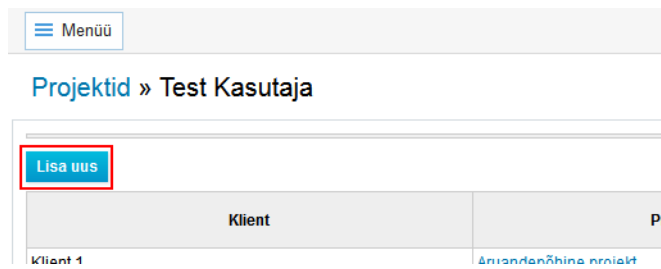 Menüü
Projektid » Test Kasutaja
Lisa uus
Klient P
Klient 1 Aruandepõhine projekt